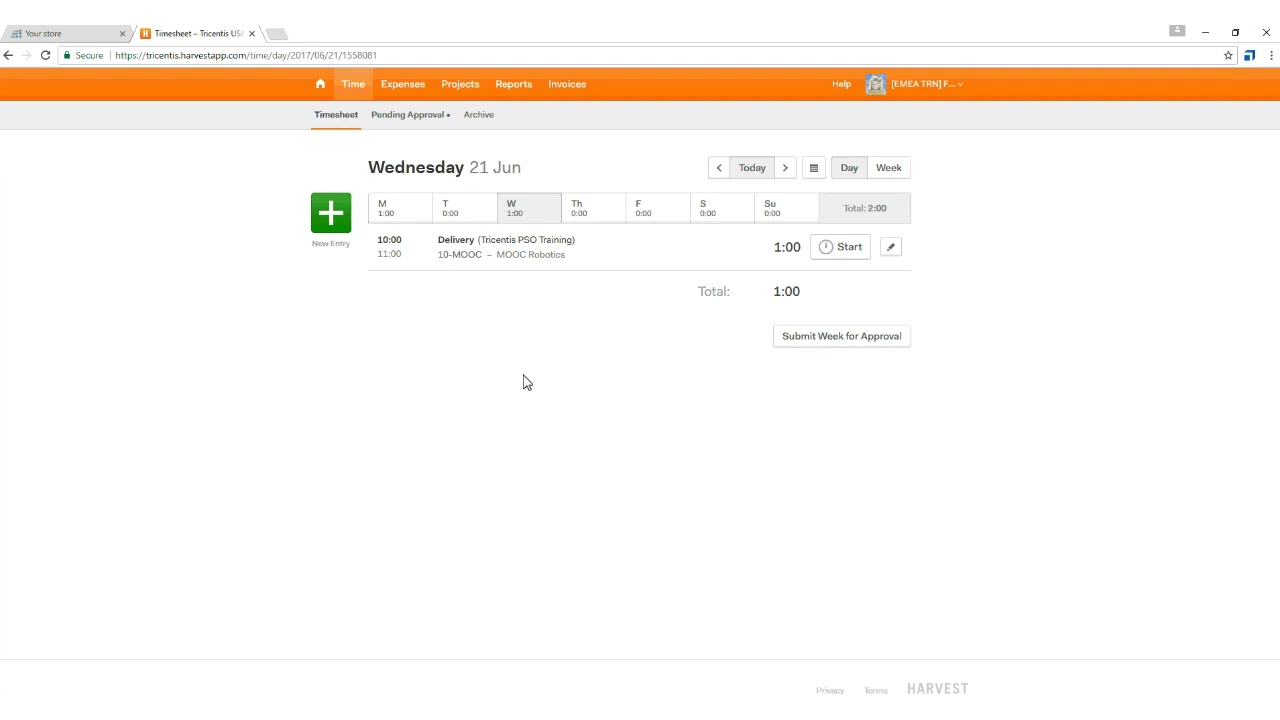 Your store
H Timesheet – Tricentis USA
Secure https://tricentis.harvestapp.com/time/day/2017/06/21/1558081
Time Expenses Projects Reports Invoices Help [EMEA TRN] F...
Timesheet Pending Approval • Archive
Wednesday 21 Jun Today Day Week
M T W Th F S Su
1:00 0:00 1:00 0:00 0:00 0:00 0:00 Total: 2:00
New Entry
10:00 Delivery (Tricentis PSO Training)
11:00 10-MOOC – MOOC Robotics
1:00 Start
Total: 1:00
Submit Week for Approval
Privacy Terms HARVEST